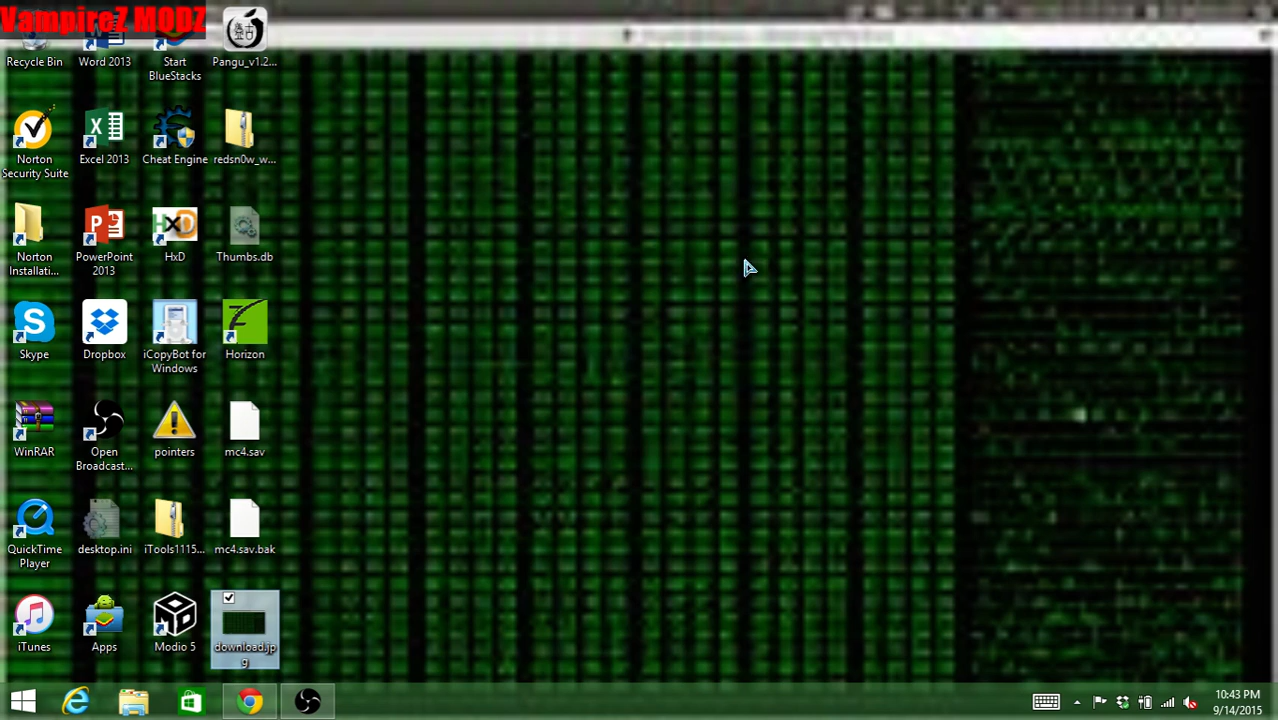 VampireZ MODZ
Recycle Bin
Word 2013
Start
BlueStacks
Pangu_v1.2...
Norton
Security Suite
Excel 2013
Cheat Engine
redsn0w_w...
Norton
Installati...
PowerPoint
2013
HxD
HxD
Thumbs.db
Skype
Dropbox
iCopyBot for
Windows
Horizon
WinRAR
Open
Broadcast...
pointers
mc4.sav
QuickTime
Player
desktop.ini
iTools1115...
mc4.sav.bak
iTunes
Apps
Modio 5
download.jp
g
10:43 PM
9/14/2015